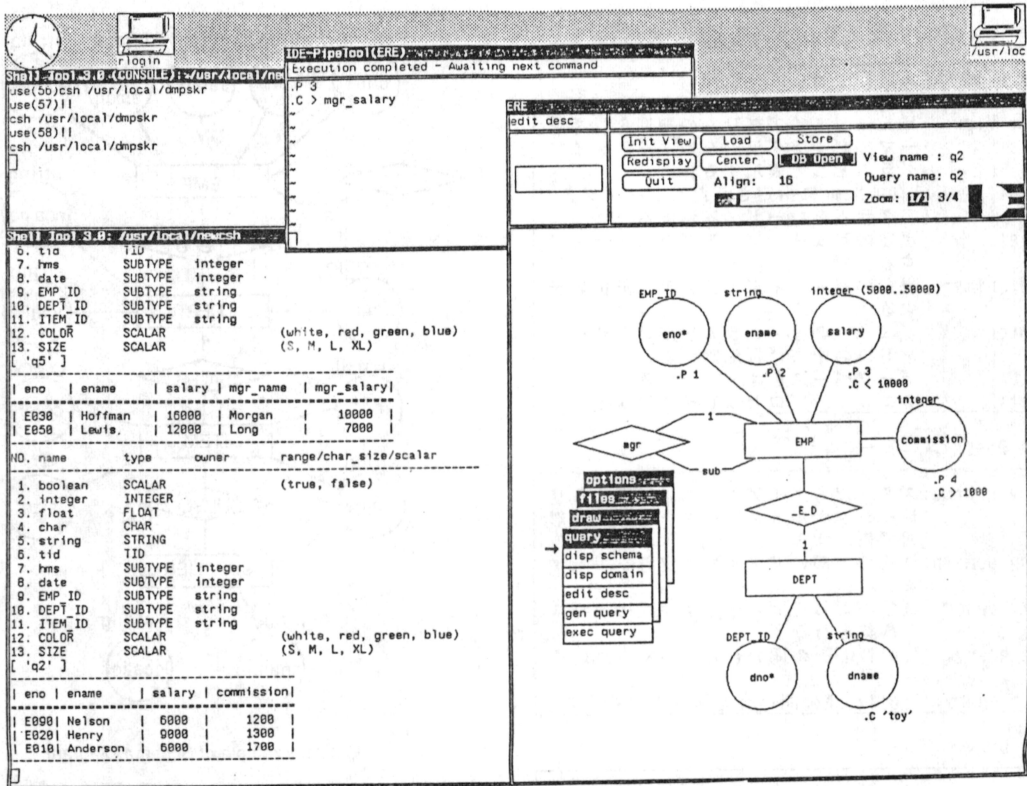 rlogin
/usr/loc
Shell Tool 3.0 (CONSOLE): /usr/local/ne
use(56)csh /usr/local/dmpskr
use(57)!!
csh /usr/local/dmpskr
use(58)!!
csh /usr/local/dmpskr
IDE-PipeTool(ERE)
Execution completed - Awaiting next command
.P 3
.C > mgr_salary
~
~
~
~
~
~
~
~
~
Shell Tool 3.0: /usr/local/newcsh
6. tid TID
7. hms SUBTYPE integer
8. date SUBTYPE integer
9. EMP_ID SUBTYPE string
10. DEPT_ID SUBTYPE string
11. ITEM_ID SUBTYPE string
12. COLOR SCALAR (white, red, green, blue)
13. SIZE SCALAR (S, M, L, XL)
[ 'q5' ]
| eno | ename | salary | mgr_name | mgr_salary|
| E030 | Hoffman | 16000 | Morgan | 10000 |
| E050 | Lewis. | 12000 | Long | 7000 |
NO. name type owner range/char_size/scalar
1. boolean SCALAR (true, false)
2. integer INTEGER
3. float FLOAT
4. char CHAR
5. string STRING
6. tid TID
7. hms SUBTYPE integer
8. date SUBTYPE integer
9. EMP_ID SUBTYPE string
10. DEPT_ID SUBTYPE string
11. ITEM_ID SUBTYPE string
12. COLOR SCALAR (white, red, green, blue)
13. SIZE SCALAR (S, M, L, XL)
[ 'q2' ]
| eno | ename | salary | commission|
| E090| Nelson | 6000 | 1200 |
| E020| Henry | 9000 | 1300 |
| E010| Anderson | 6000 | 1700 |
ERE
edit desc
Init View Load Store
Redisplay Center DB Open View name : q2
Quit Align: 16 Query name: q2
Zoom: 1/1 3/4
EMP_ID string integer (5000..50000)
eno* ename salary
.P 1 .P 2 .P 3
.C < 10000
integer
commission
.P 4
.C > 1000
1
mgr EMP
sub
options
files
draw
query
disp schema
disp domain
edit desc
gen query
exec query
_E_D
1
DEPT
DEPT_ID string
dno* dname
.C 'toy'